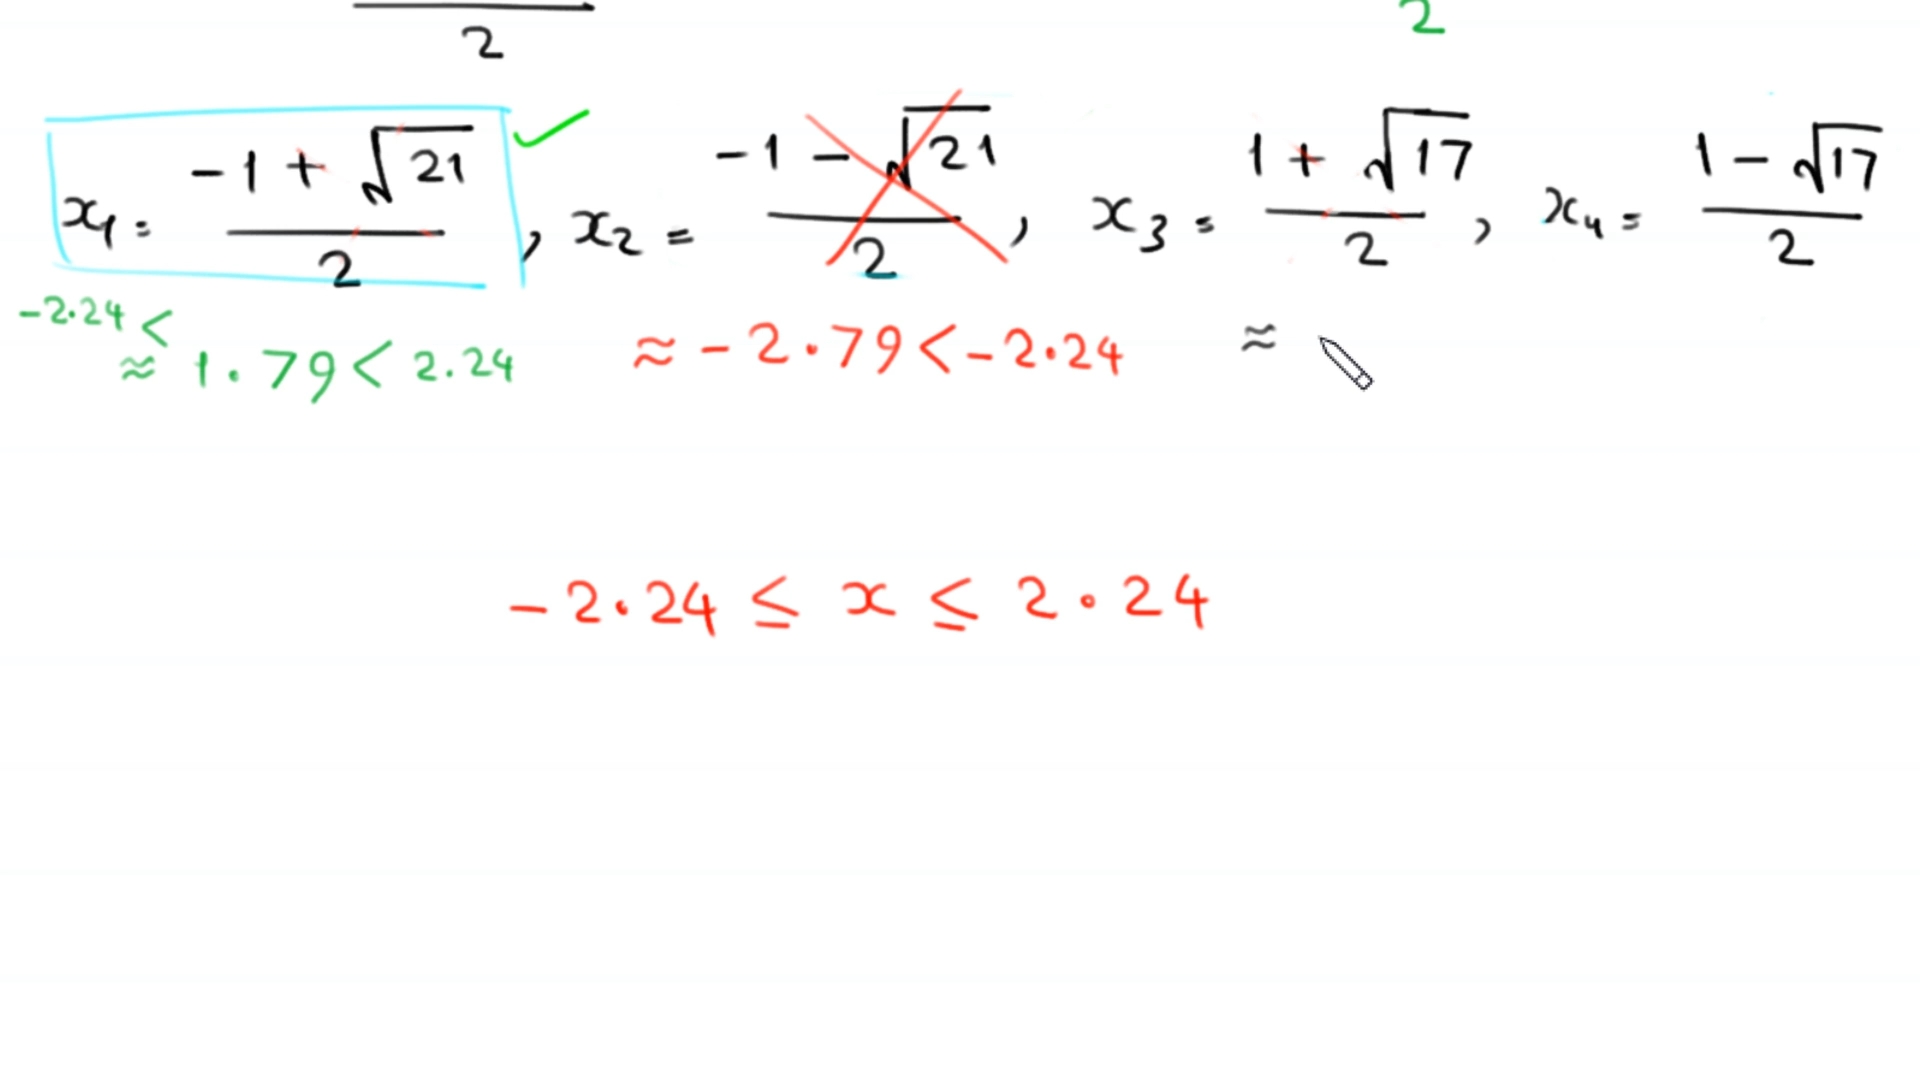 2 2
x₁ = (-1 + √21)/2 , x₂ = (-1 - √21)/2 , x₃ = (1 + √17)/2 , x₄ = (1 - √17)/2
-2.24 < ≈ 1.79 < 2.24 ≈ -2.79 < -2.24 ≈
-2.24 ≤ x ≤ 2.24